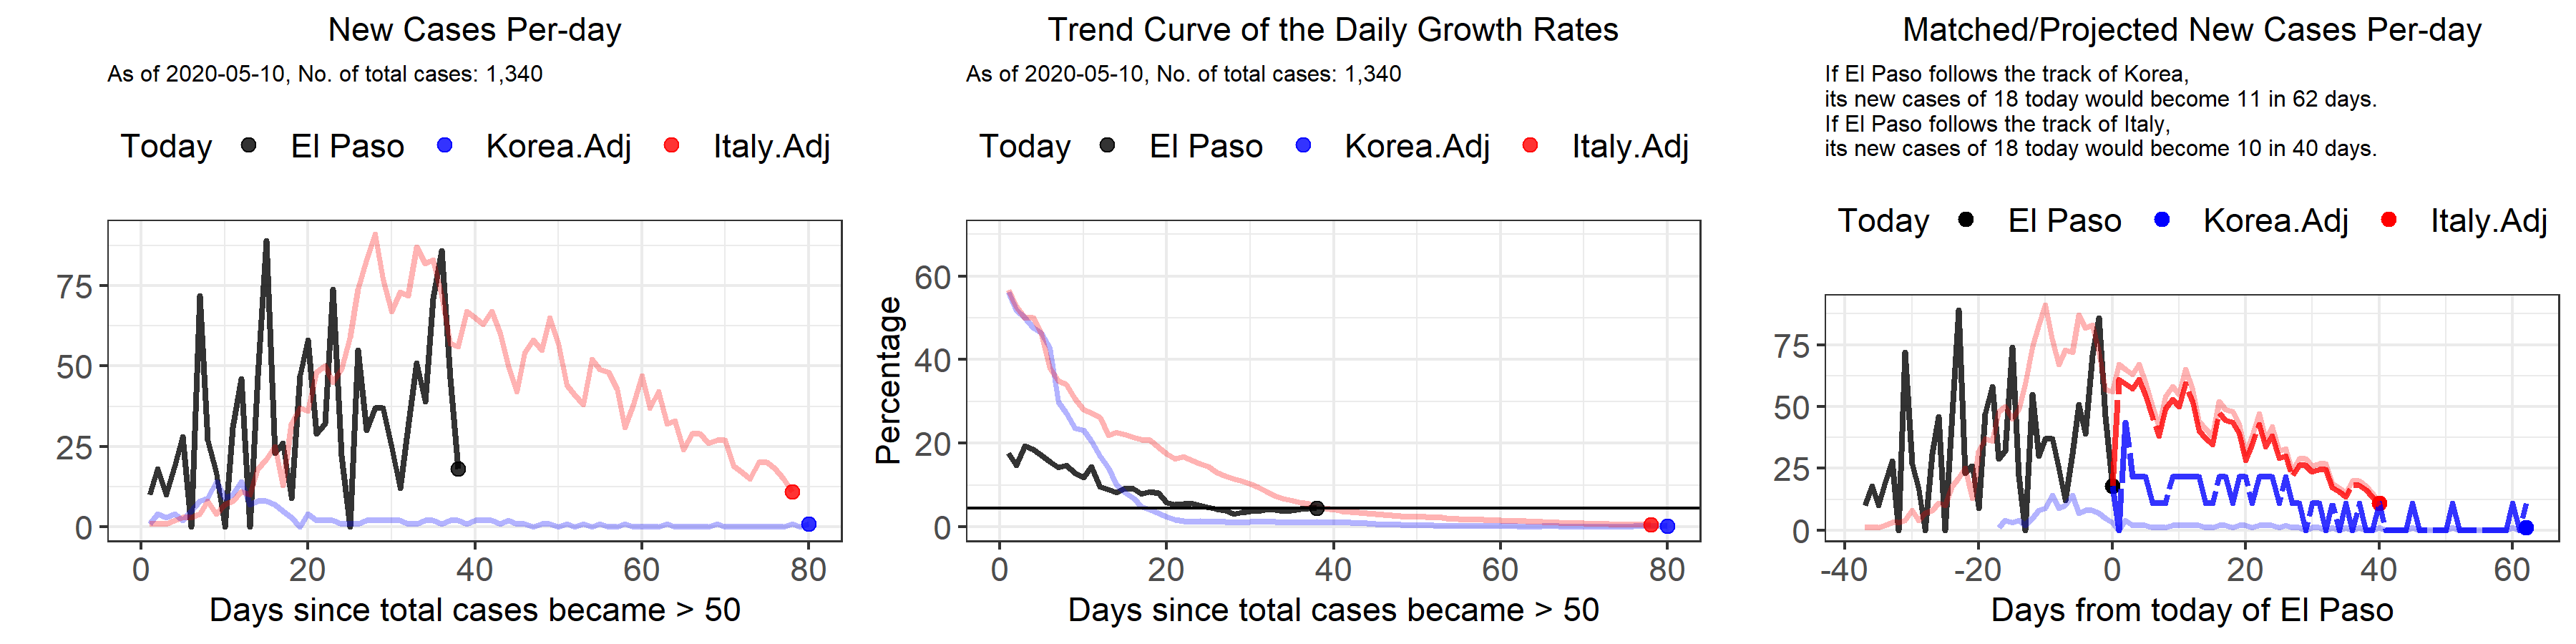 New Cases Per-day
As of 2020-05-10, No. of total cases: 1,340
Today El Paso Korea.Adj Italy.Adj
75
50
25
0
0 20 40 60 80
Days since total cases became > 50
Trend Curve of the Daily Growth Rates
As of 2020-05-10, No. of total cases: 1,340
Today El Paso Korea.Adj Italy.Adj
Percentage
60
40
20
0
0 20 40 60 80
Days since total cases became > 50
Matched/Projected New Cases Per-day
If El Paso follows the track of Korea,
its new cases of 18 today would become 11 in 62 days.
If El Paso follows the track of Italy,
its new cases of 18 today would become 10 in 40 days.
Today El Paso Korea.Adj Italy.Adj
75
50
25
0
-40 -20 0 20 40 60
Days from today of El Paso